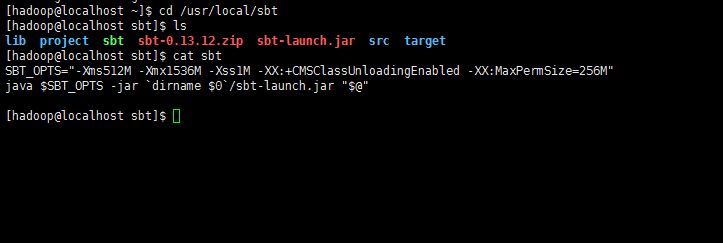 [hadoop@localhost ~]$ cd /usr/local/sbt
[hadoop@localhost sbt]$ ls
lib  project  sbt  sbt-0.13.12.zip  sbt-launch.jar  src  target
[hadoop@localhost sbt]$ cat sbt
SBT_OPTS="-Xms512M -Xmx1536M -Xss1M -XX:+CMSClassUnloadingEnabled -XX:MaxPermSize=256M"
java $SBT_OPTS -jar `dirname $0`/sbt-launch.jar "$@"
[hadoop@localhost sbt]$